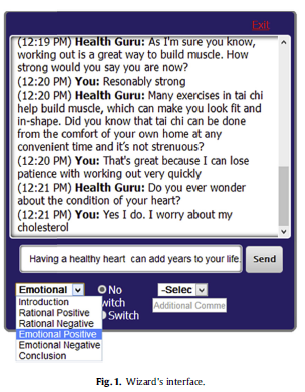 Exit
(12:19 PM) Health Guru: As I'm sure you know,
working out is a great way to build muscle. How
strong would you say you are now?
(12:20 PM) You: Resonably strong
(12:20 PM) Health Guru: Many exercises in tai chi
help build muscle, which can make you look fit and
in-shape. Did you know that tai chi can be done
from the comfort of your own home at any
convenient time and it's not strenuous?
(12:20 PM) You: That's great because I can lose
patience with working out very quickly
(12:21 PM) Health Guru: Do you ever wonder
about the condition of your heart?
(12:21 PM) You: Yes I do. I worry about my
cholesterol
Having a healthy heart can add years to your life. Send
Emotional No -Selec
Introduction witch Additional Comme
Rational Positive Switch
Rational Negative
Emotional Positive
Emotional Negative
Conclusion
Fig. 1. Wizard's interface.